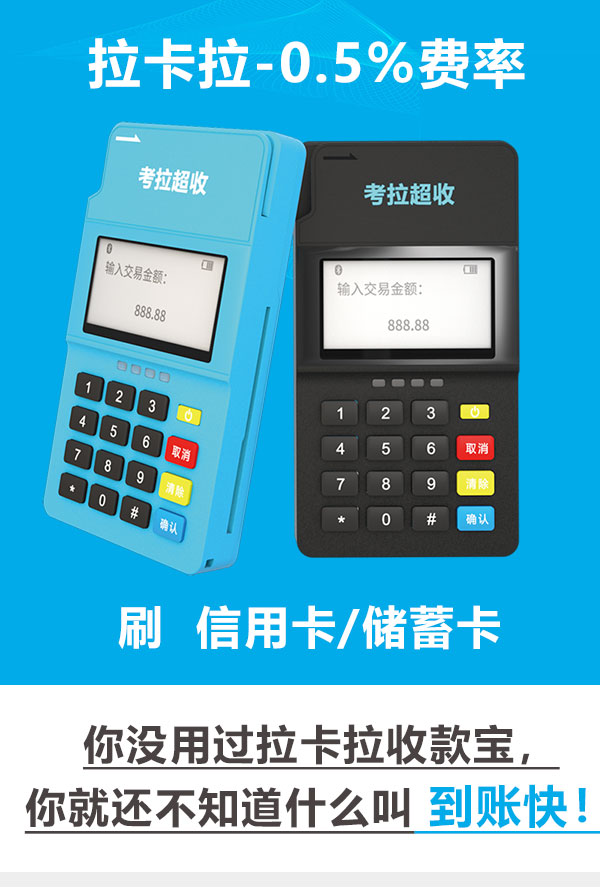 拉卡拉-0.5%费率
考拉超收
输入交易金额：
888.88
1 2 3
4 5 6 取消
7 8 9 清除
* 0 # 确认
考拉超收
输入交易金额：
888.88
1 2 3
4 5 6 取消
7 8 9 清除
* 0 # 确认
刷 信用卡/储蓄卡
你没用过拉卡拉收款宝，
你就还不知道什么叫 到账快！